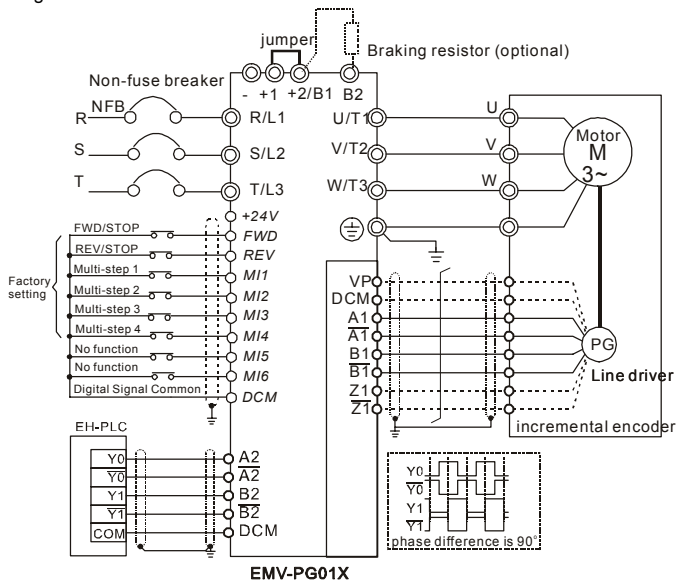 jumper
Braking resistor (optional)
Non-fuse breaker
- +1 +2/B1 B2
NFB
R R/L1 U/T1 U
S S/L2 V/T2 V
T T/L3 W/T3 W
Motor
M
3~
+24V
FWD/STOP FWD
REV/STOP REV
Multi-step 1 MI1
Multi-step 2 MI2
Multi-step 3 MI3
Multi-step 4 MI4
No function MI5
No function MI6
Digital Signal Common DCM
Factory
setting
VP
DCM
A1
A1
B1
B1
Z1
Z1
PG
Line driver
incremental encoder
EH-PLC
Y0 A2
Y0 A2
Y1 B2
Y1 B2
COM DCM
Y0
Y0
Y1
Y1
phase difference is 90°
EMV-PG01X